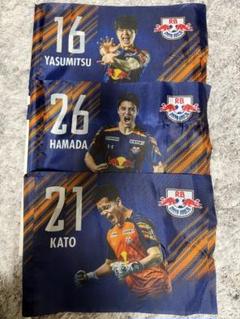 16
YASUMITSU
RB
26
HAMADA
RB
21
KATO
RB